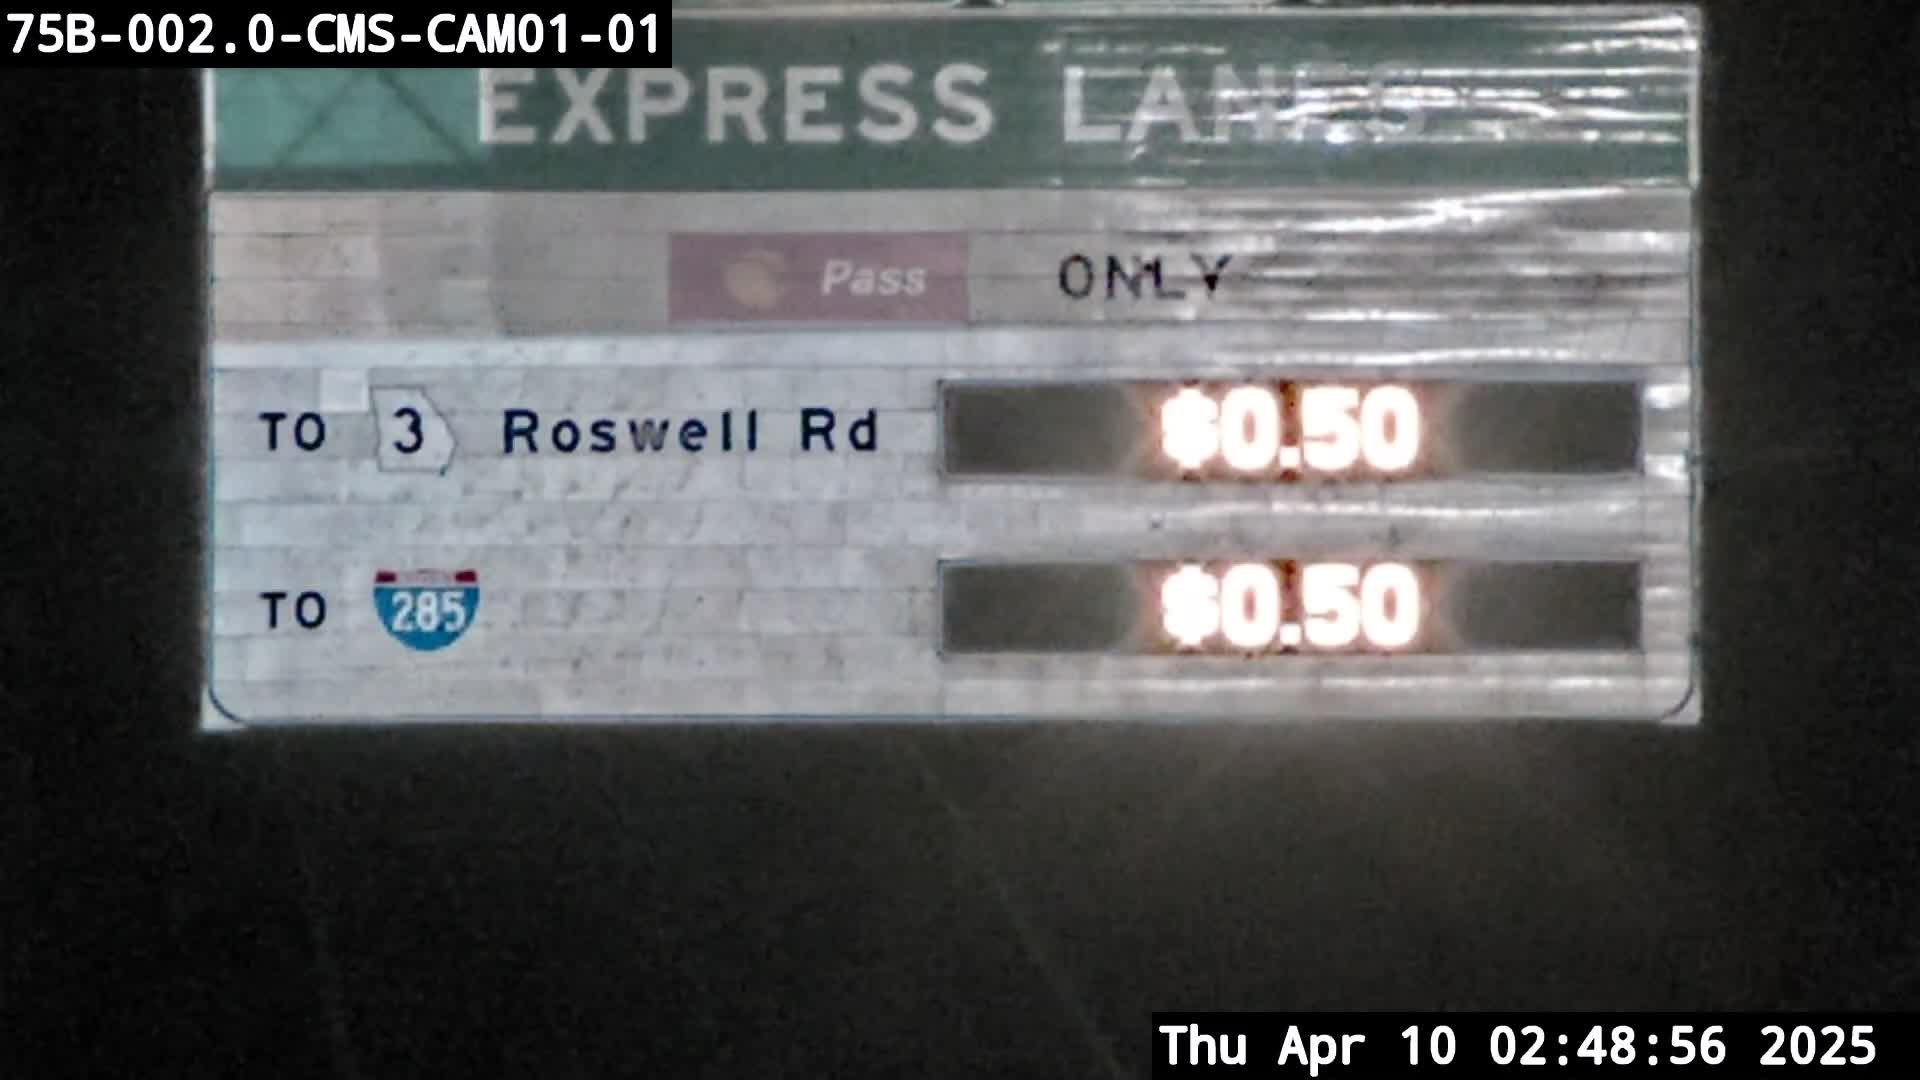 75B-002.0-CMS-CAM01-01
EXPRESS LANES
Pass ONLY
TO 3 Roswell Rd $0.50
TO 285 $0.50
Thu Apr 10 02:48:56 2025